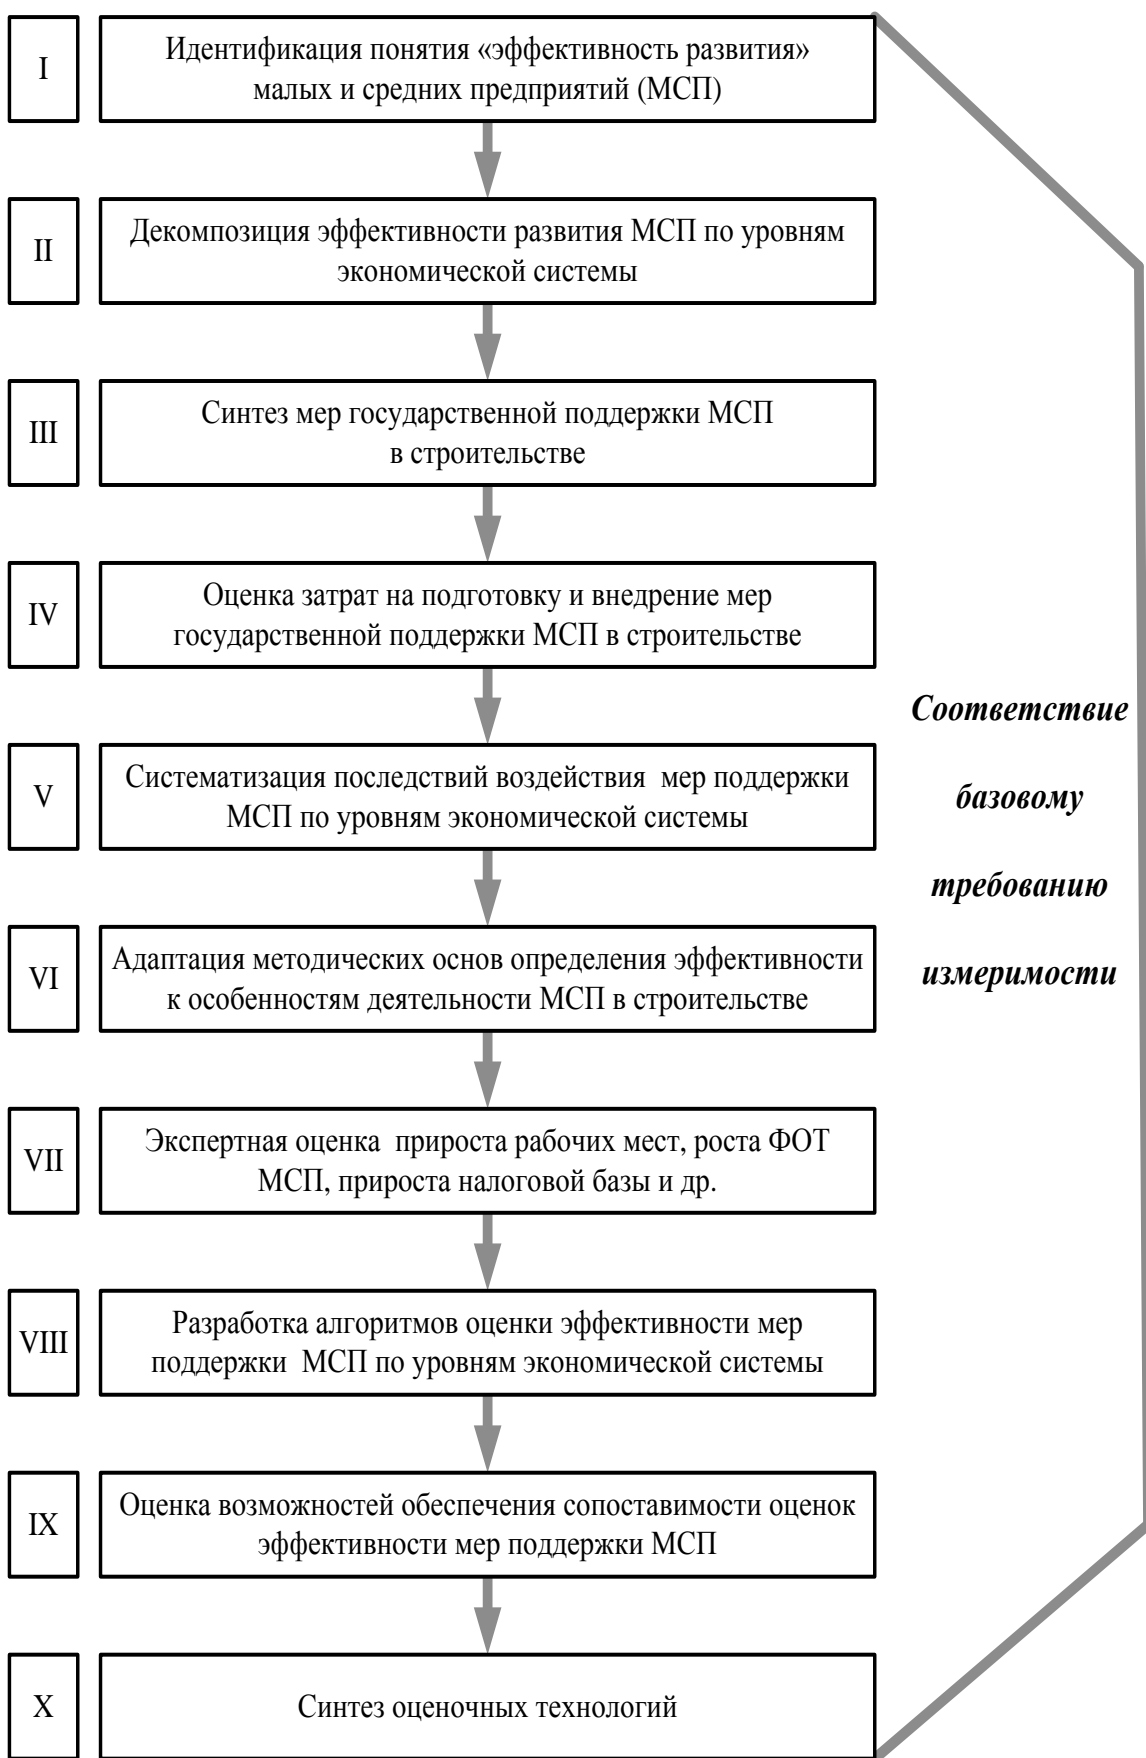 I
Идентификация понятия «эффективность развития»
малых и средних предприятий (МСП)
II
Декомпозиция эффективности развития МСП по уровням
экономической системы
III
Синтез мер государственной поддержки МСП
в строительстве
IV
Оценка затрат на подготовку и внедрение мер
государственной поддержки МСП в строительстве
V
Систематизация последствий воздействия мер поддержки
МСП по уровням экономической системы
VI
Адаптация методических основ определения эффективности
к особенностям деятельности МСП в строительстве
VII
Экспертная оценка прироста рабочих мест, роста ФОТ
МСП, прироста налоговой базы и др.
VIII
Разработка алгоритмов оценки эффективности мер
поддержки МСП по уровням экономической системы
IX
Оценка возможностей обеспечения сопоставимости оценок
эффективности мер поддержки МСП
X
Синтез оценочных технологий
Соответствие
базовому
требованию
измеримости